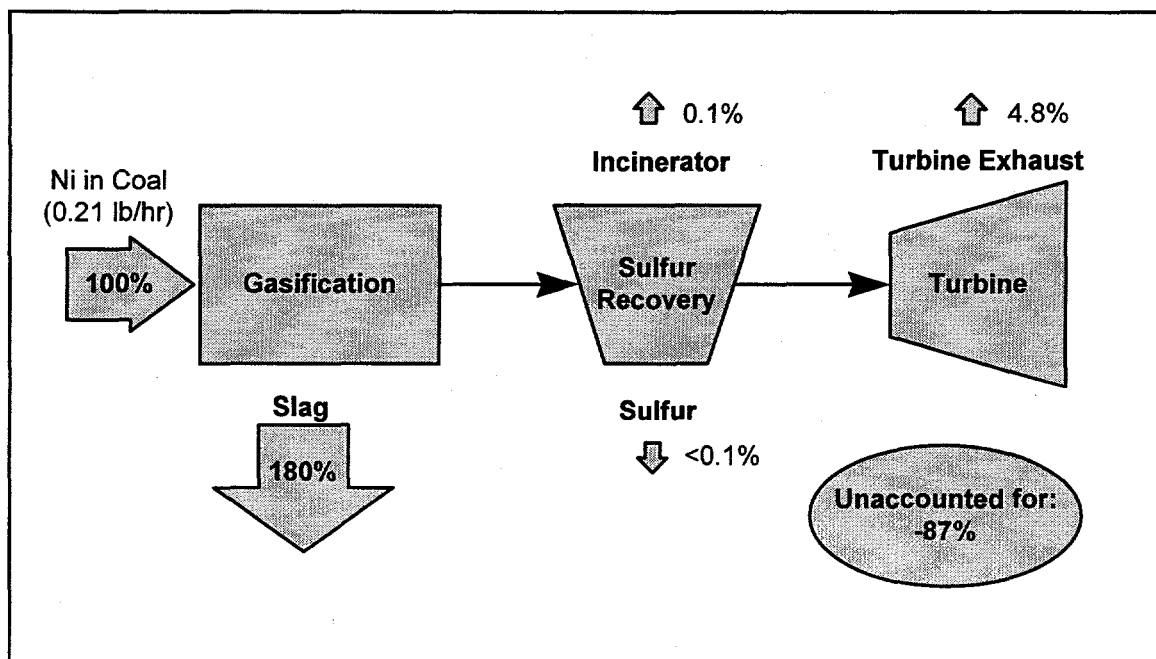 0.1%
4.8%
Incinerator
Turbine Exhaust
Ni in Coal
(0.21 lb/hr)
100%
Gasification
Sulfur
Recovery
Turbine
Slag
180%
Sulfur
<0.1%
Unaccounted for:
-87%